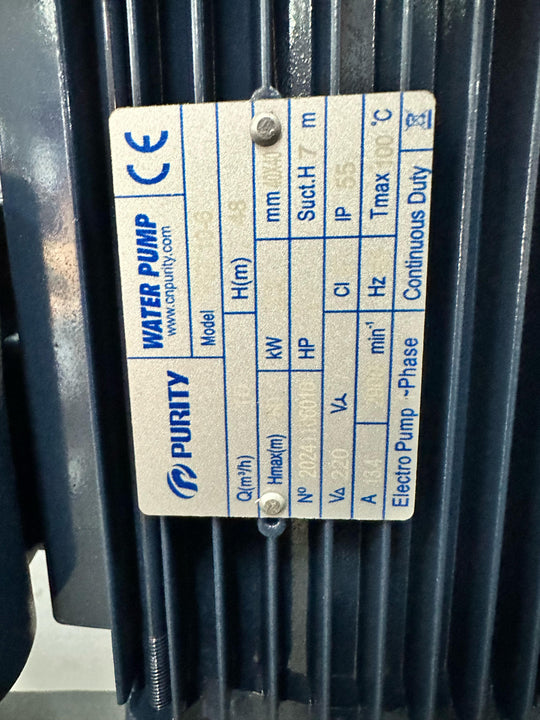 PURITY WATER PUMP CE
www.cnpurity.com
Model
Q(m³/h) H(m) 48
Hmax(m) kW mm
Nº HP Suct.H 7 m
V△ 220 V⅄ Cl IP 55
A min⁻¹ Hz Tmax 100 °C
Electro Pump ~Phase Continuous Duty